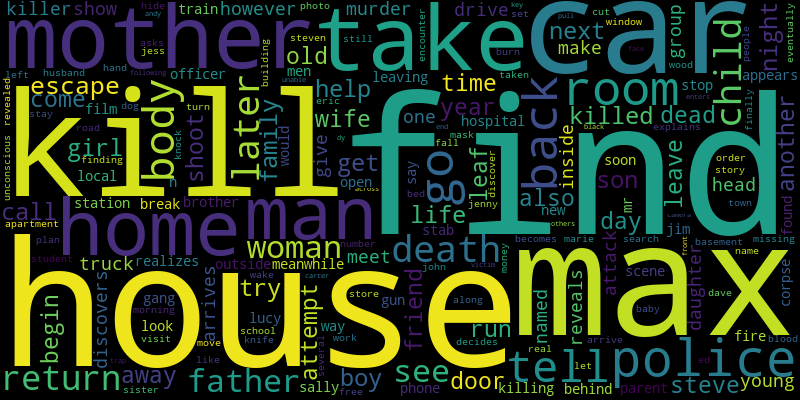 killer show train however murder drive next group night eventually
mother take car
hide photo
andy
asks
jess steven still
old men
building
encounter
set key pull cut window
make wood people
officer unable burn
left husband hand leaving taken face stop appears
following enters
escape film dog help time room child
come eric year killed dead
unconscious revealed
stay turn wife one hospital
road knock body later family would shoot
kill find
girl finding give get mask fall
local open say go leaf back inside
black soon order finally
end son story another
explains head
also leave
discover bed jenny new day mr town
across
life
station break brother stab others camera found
call home man
apartment number death jim basement missing
plan woman meet becomes marie search front
student truck realizes outside meanwhile john victim money attack scene daughter name
house max
begin discovers gang morning arrives
wake carter
try store gun friend along
named reveals baby dave corpse
look visit lucy school attempt way work run
move knife decides real arrive fire blood
like several tell police
return away father sally boy see door let ed
trap free phone killing behind parent steve young
sister